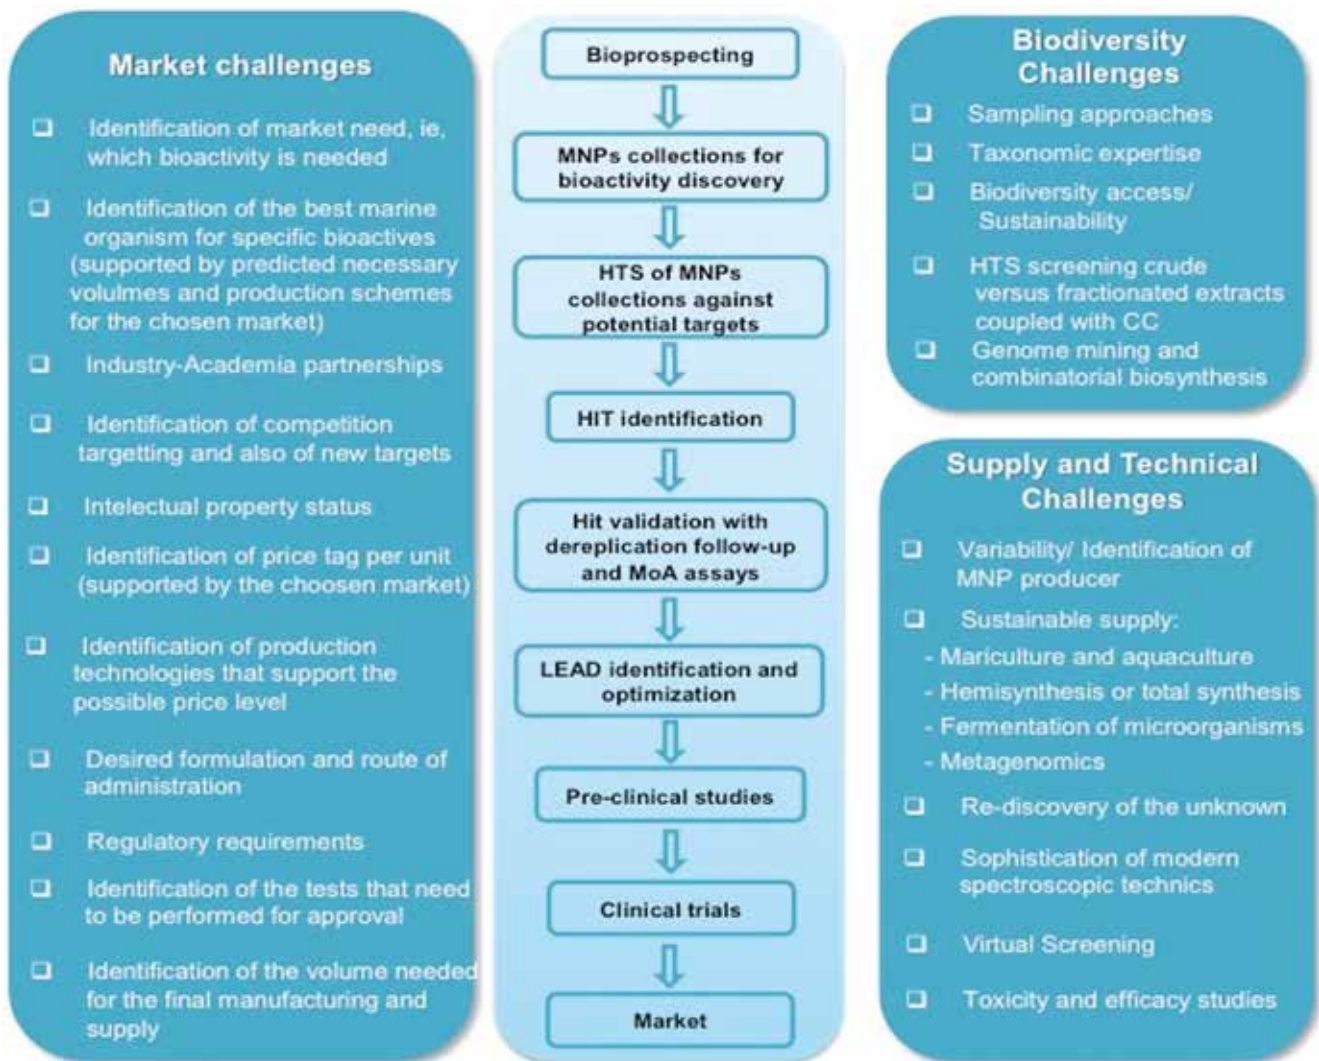 Market challenges
❑ Identification of market need, ie,
which bioactivity is needed
❑ Identification of the best marine
organism for specific bioactives
(supported by predicted necessary
volulmes and production schemes
for the chosen market)
❑ Industry-Academia partnerships
❑ Identification of competition
targetting and also of new targets
❑ Intelectual property status
❑ Identification of price tag per unit
(supported by the choosen market)
❑ Identification of production
technologies that support the
possible price level
❑ Desired formulation and route of
administration
❑ Regulatory requirements
❑ Identification of the tests that need
to be performed for approval
❑ Identification of the volume needed
for the final manufacturing and
supply
Bioprospecting
MNPs collections for
bioactivity discovery
HTS of MNPs
collections against
potential targets
HIT identification
Hit validation with
dereplication follow-up
and MoA assays
LEAD identification and
optimization
Pre-clinical studies
Clinical trials
Market
Biodiversity
Challenges
❑ Sampling approaches
❑ Taxonomic expertise
❑ Biodiversity access/
Sustainability
❑ HTS screening crude
versus fractionated extracts
coupled with CC
❑ Genome mining and
combinatorial biosynthesis
Supply and Technical
Challenges
❑ Variability/ Identification of
MNP producer
❑ Sustainable supply:
- Mariculture and aquaculture
- Hemisynthesis or total synthesis
- Fermentation of microorganisms
- Metagenomics
❑ Re-discovery of the unknown
❑ Sophistication of modern
spectroscopic technics
❑ Virtual Screening
❑ Toxicity and efficacy studies